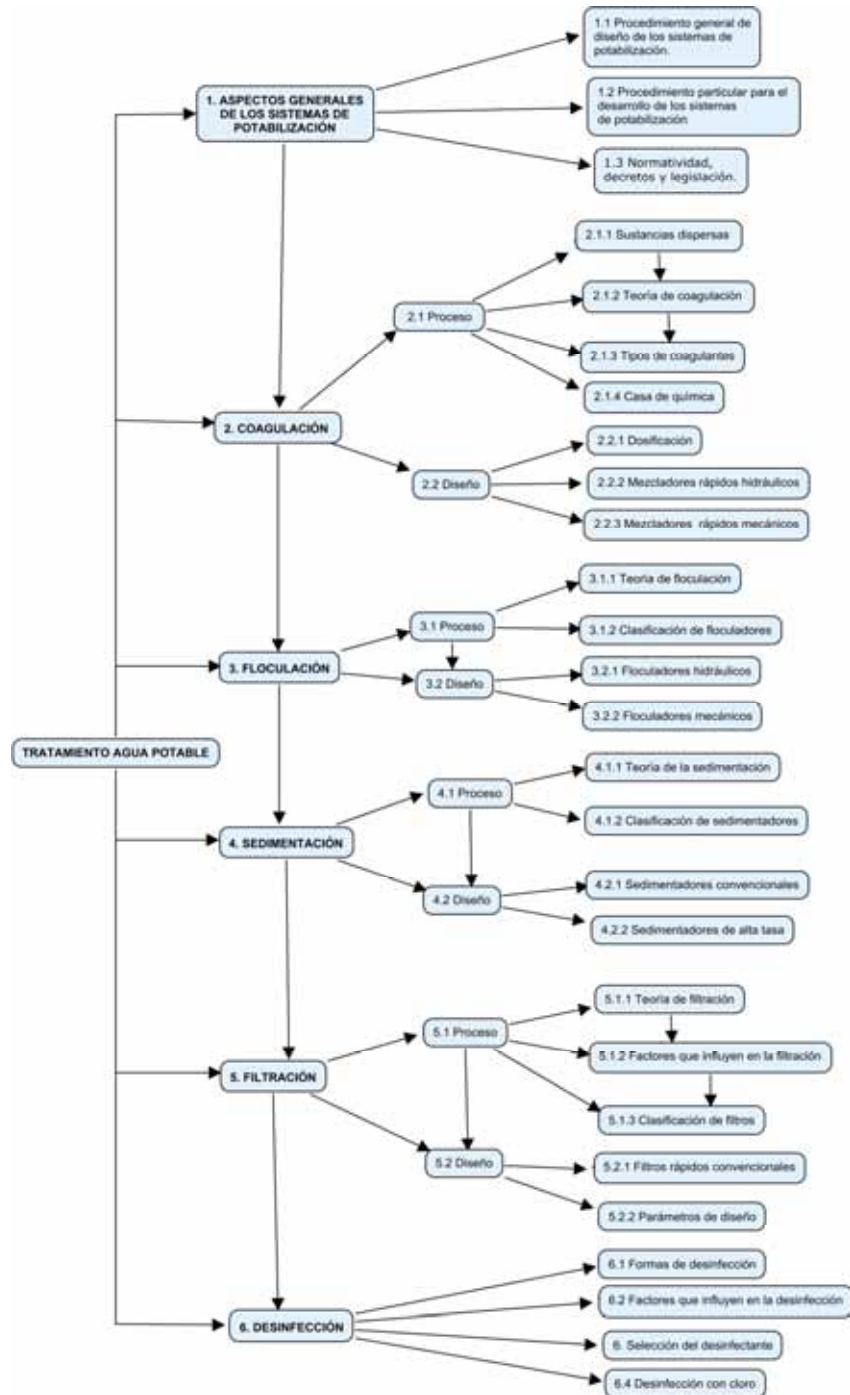 1.1 Procedimiento general de
diseño de los sistemas de
potabilización.
1. ASPECTOS GENERALES
DE LOS SISTEMAS DE
POTABILIZACIÓN
1.2 Procedimiento particular para el
desarrollo de los sistemas
de potabilización
1.3 Normatividad,
decretos y legislación.
2.1.1 Sustancias dispersas
2.1 Proceso
2.1.2 Teoría de coagulación
2.1.3 Tipos de coagulantes
2.1.4 Casa de química
2. COAGULACIÓN
2.2.1 Dosificación
2.2 Diseño
2.2.2 Mezcladores rápidos hidráulicos
2.2.3 Mezcladores rápidos mecánicos
3.1.1 Teoría de floculación
3.1 Proceso
3.1.2 Clasificación de floculadores
3. FLOCULACIÓN
3.2 Diseño
3.2.1 Floculadores hidráulicos
3.2.2 Floculadores mecánicos
TRATAMIENTO AGUA POTABLE
4.1.1 Teoría de la sedimentación
4.1 Proceso
4.1.2 Clasificación de sedimentadores
4. SEDIMENTACIÓN
4.2.1 Sedimentadores convencionales
4.2 Diseño
4.2.2 Sedimentadores de alta tasa
5.1.1 Teoría de filtración
5.1 Proceso
5.1.2 Factores que influyen en la filtración
5. FILTRACIÓN
5.1.3 Clasificación de filtros
5.2 Diseño
5.2.1 Filtros rápidos convencionales
5.2.2 Parámetros de diseño
6.1 Formas de desinfección
6.2 Factores que influyen en la desinfección
6. DESINFECCIÓN
6. Selección del desinfectante
6.4 Desinfección con cloro